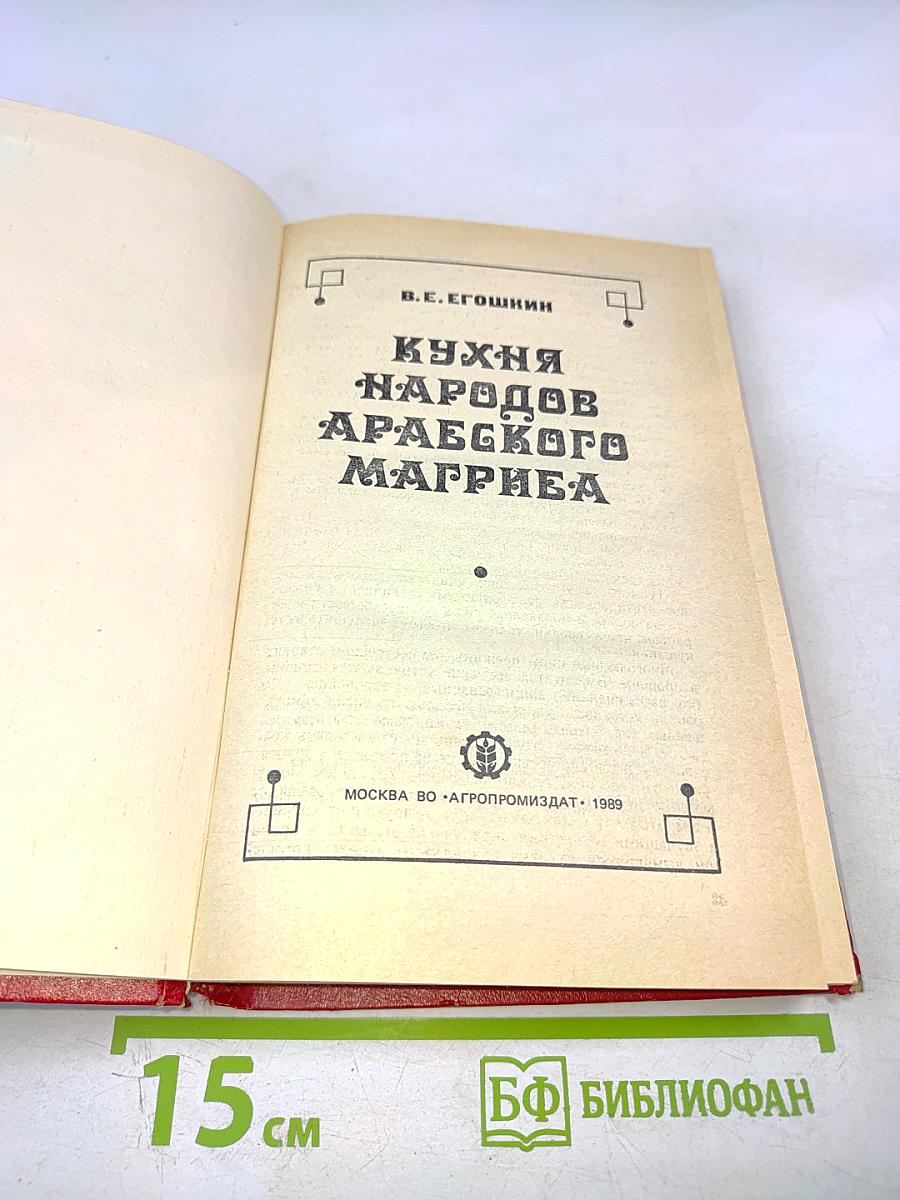 В. Е. ЕГОШКИН
КУХНЯ
НАРОДОВ
АРАБСКОГО
МАГРИБА
МОСКВА ВО «АГРОПРОМИЗДАТ» 1989
15 см
БФ БИБЛИОФАН